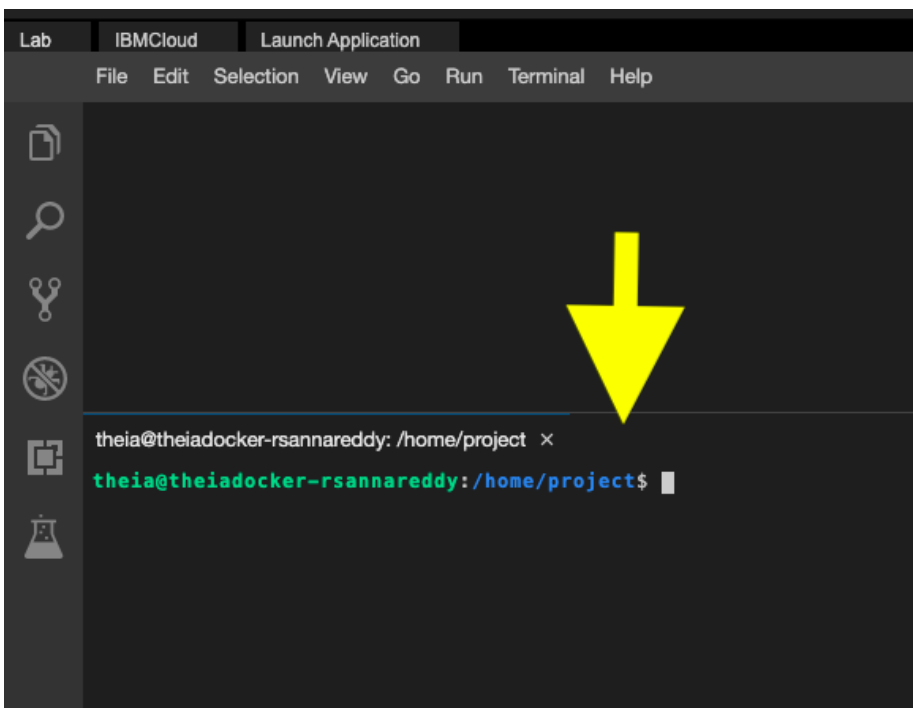 Lab IBMCloud Launch Application
File Edit Selection View Go Run Terminal Help
theia@theiadocker-rsannareddy: /home/project ×
theia@theiadocker-rsannareddy:/home/project$